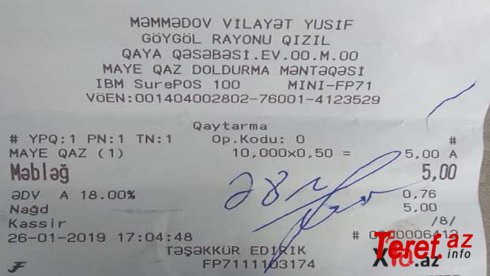 MƏMMƏDOV VİLAYƏT YUSİF
GÖYGÖL RAYONU QIZIL
QAYA QƏSƏBƏSİ.EV.00.M.00
MAYE QAZ DOLDURMA MƏNTƏQƏSİ
IBM SurePOS 100 MINI-FP71
VÖEN:001404002802-76001-4123529
Qaytarma
# YPQ:1 PN:1 TN:1 Op.Kodu: 0 #
MAYE QAZ (1) 10,000x0,50 = 5,00 A
Məbləğ 5,00
ƏDV A 18.00% 0.76
Nağd 5,00
Kassir /8/
26-01-2019 17:04:48
TƏŞƏKKÜR EDİRİK
FP7111103174
Teref.az
info